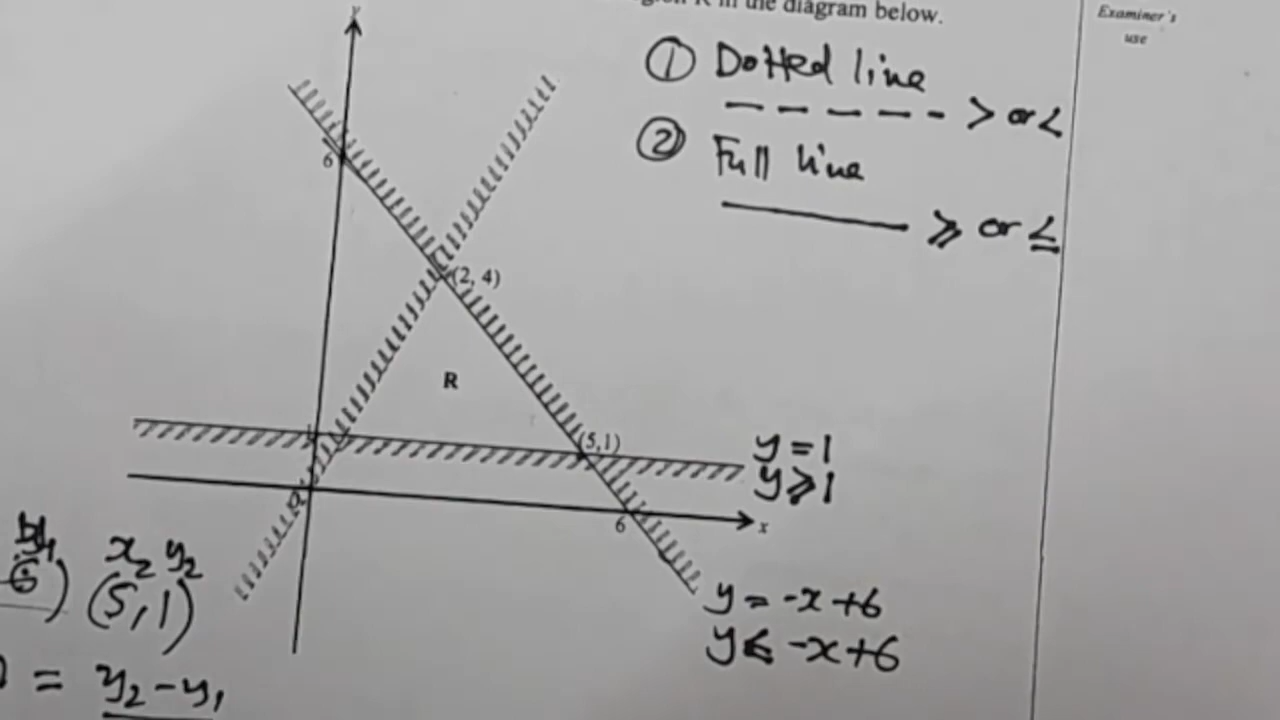 R in the diagram below.
Examiner's
use
① Dotted line
> or <
② Full line
⩾ or ≤
y
6
(2, 4)
R
(5,1)
y = 1
y ⩾ 1
6
x
x₂ y₂
) (5,1)
y = -x +6
y ⩽ -x+6
= y₂ - y₁